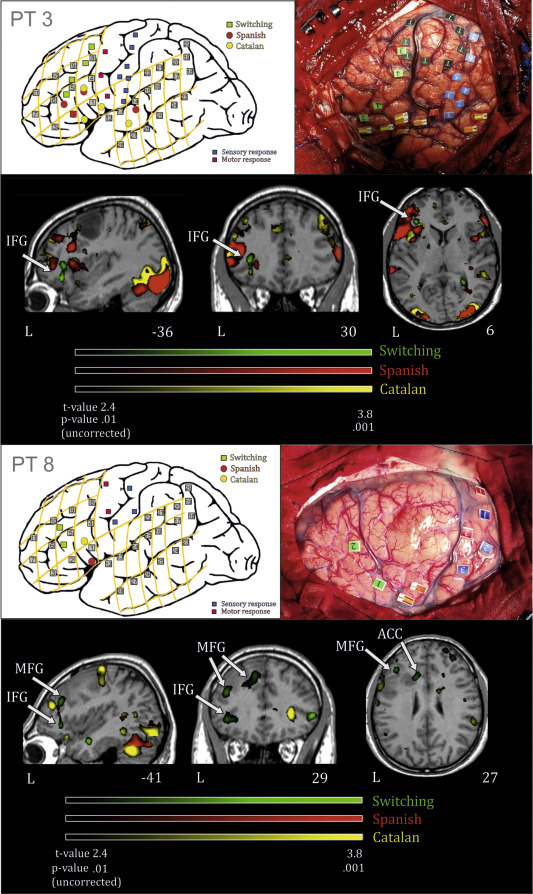 PT 3
Switching
Spanish
Catalan
Sensory response
Motor response
IFG
IFG
IFG
L -36
L 30
L 6
Switching
Spanish
Catalan
t-value 2.4 3.8
p-value .01 .001
(uncorrected)
PT 8
Switching
Spanish
Catalan
Sensory response
Motor response
MFG
IFG
MFG
IFG
ACC
MFG
L -41
L 29
L 27
Switching
Spanish
Catalan
t-value 2.4 3.8
p-value .01 .001
(uncorrected)